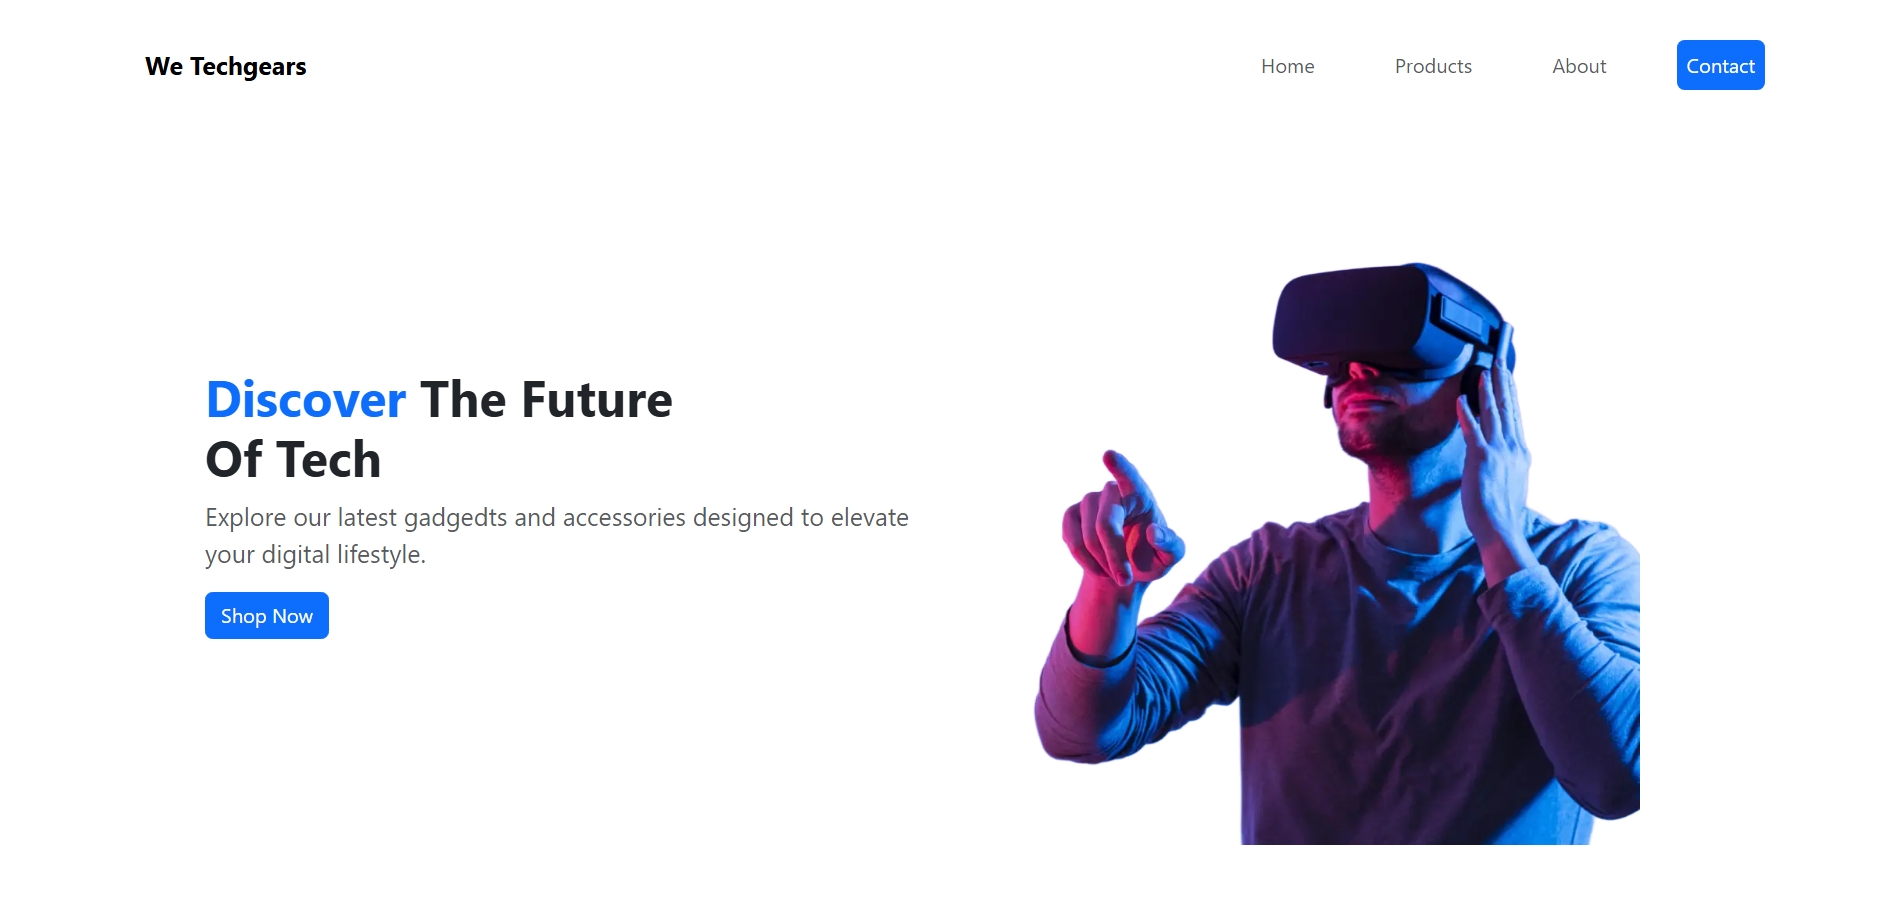 We Techgears
Home
Products
About
Contact
Discover The Future
Of Tech
Explore our latest gadgedts and accessories designed to elevate
your digital lifestyle.
Shop Now